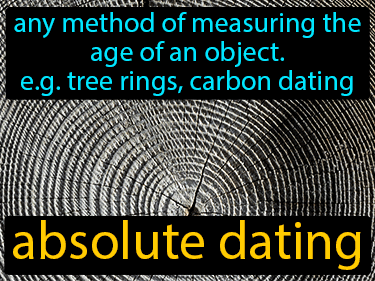 any method of measuring the
age of an object.
e.g. tree rings, carbon dating
absolute dating